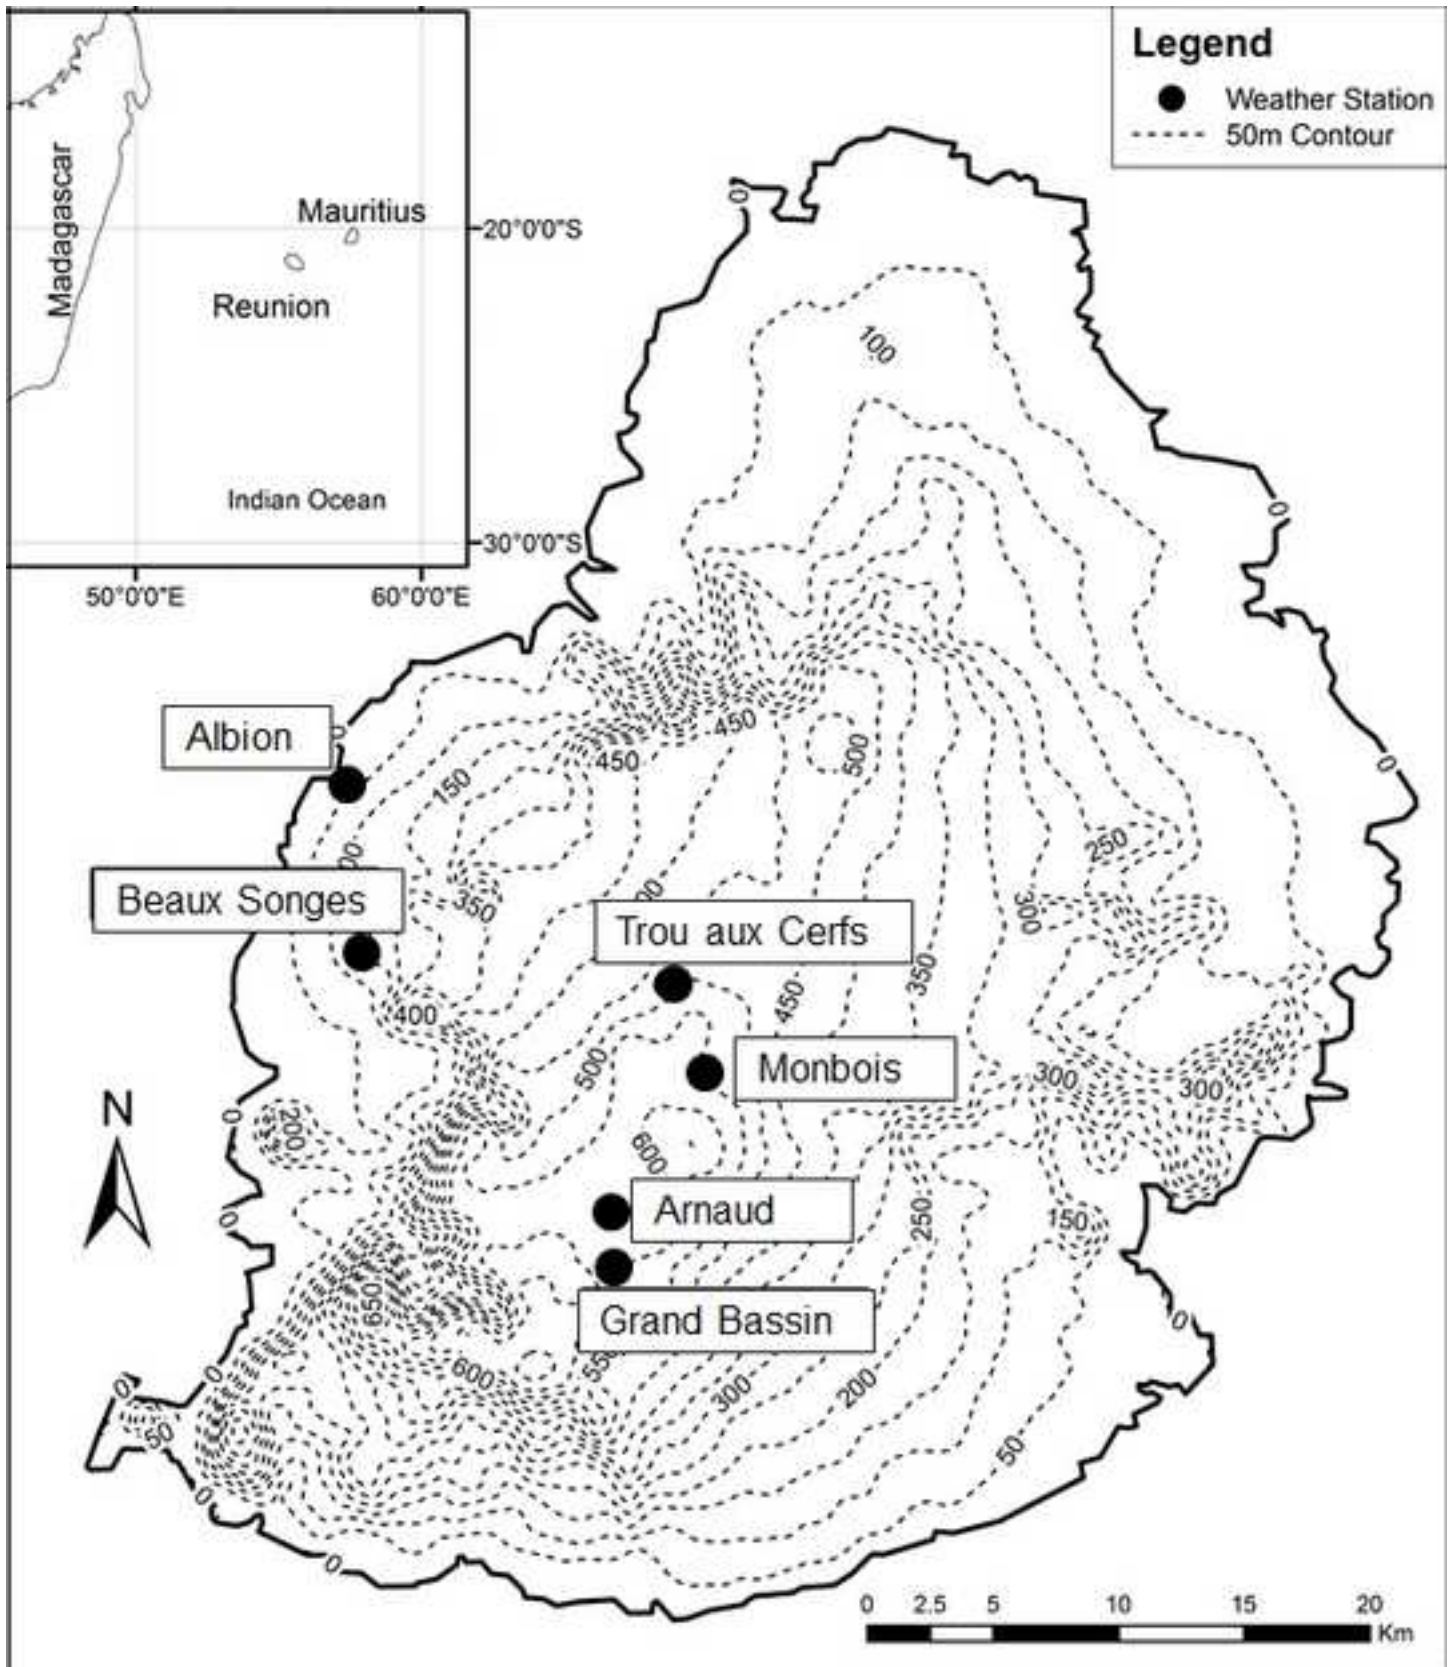 Legend
Weather Station
50m Contour
Madagascar
Mauritius
20°0'0"S
Reunion
Indian Ocean
30°0'0"S
50°0'0"E
60°0'0"E
0
100
0
Albion
450
450
500
0
150
250
Beaux Songes
350
300
Trou aux Cerfs
350
450
400
500
Monbois
300
300
N
0
200
600
Arnaud
250
150
0
650
Grand Bassin
0
600
550
0
0
300
200
50
50
0
0
0 2.5 5 10 15 20
Km